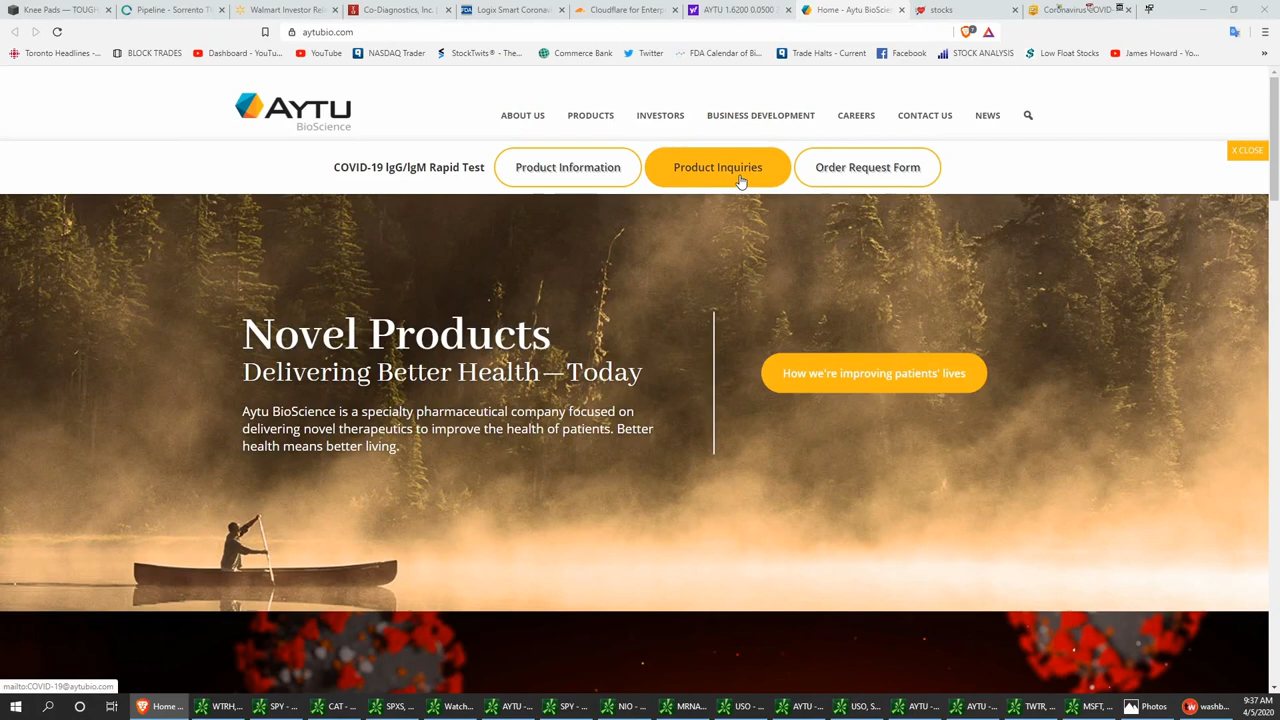 Knee Pads — TOUGH
Pipeline - Sorrento T
Walmart Investor Rel
Co-Diagnostics, Inc. |
Logix Smart Coronav
Cloudflare for Enterp
AYTU 1.6200 0.0500
Home - Aytu BioScien
stocks
Coronavirus COVID-
aytubio.com
Toronto Headlines -...
BLOCK TRADES
Dashboard - YouTu...
YouTube
NASDAQ Trader
StockTwits® - The...
Commerce Bank
Twitter
FDA Calendar of Bi...
Trade Halts - Current
Facebook
STOCK ANALYSIS
Low Float Stocks
James Howard - Yo...
AYTU
BioScience
ABOUT US
PRODUCTS
INVESTORS
BUSINESS DEVELOPMENT
CAREERS
CONTACT US
NEWS
X CLOSE
COVID-19 IgG/IgM Rapid Test
Product Information
Product Inquiries
Order Request Form
Novel Products
Delivering Better Health—Today
Aytu BioScience is a specialty pharmaceutical company focused on
delivering novel therapeutics to improve the health of patients. Better
health means better living.
How we're improving patients' lives
mailto:COVID-19@aytubio.com
Home ...
WTRH,...
SPY - ...
CAT - ...
SPXS, ...
Watch...
AYTU -...
SPY - ...
NIO - ...
MRNA...
USO - ...
AYTU -...
USO, S...
AYTU -...
AYTU -...
TWTR, ...
MSFT, ...
Photos
washb...
9:37 AM
4/5/2020